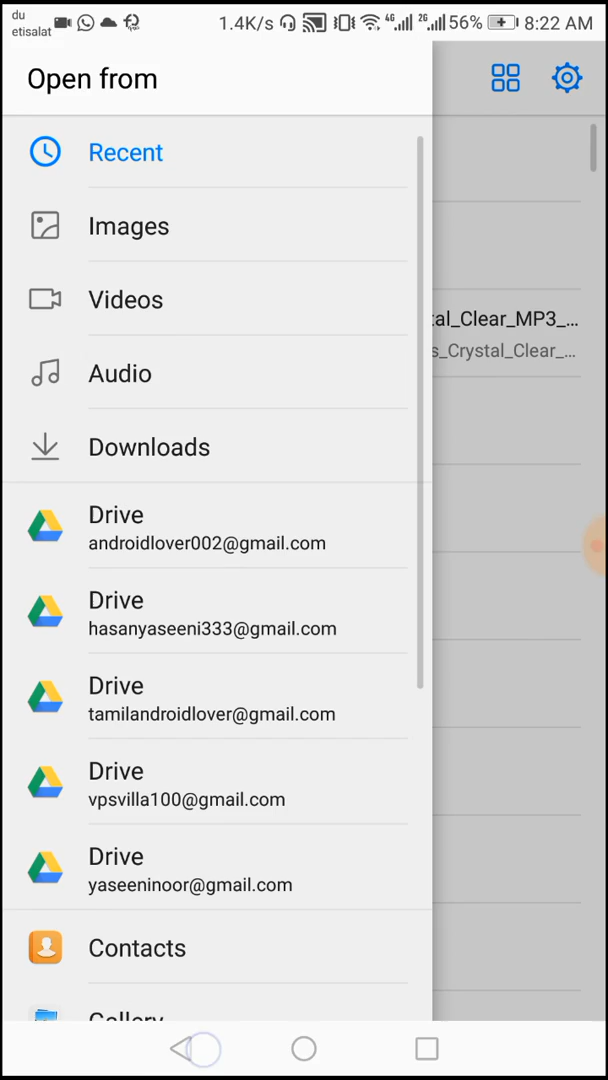 du
etisalat
1.4K/s 4G 2G 56% 8:22 AM
Open from
Recent
Images
Videos
tal_Clear_MP3_...
s_Crystal_Clear_...
Audio
Downloads
Drive
androidlover002@gmail.com
Drive
hasanyaseeni333@gmail.com
Drive
tamilandroidlover@gmail.com
Drive
vpsvilla100@gmail.com
Drive
yaseeninoor@gmail.com
Contacts
Gallery